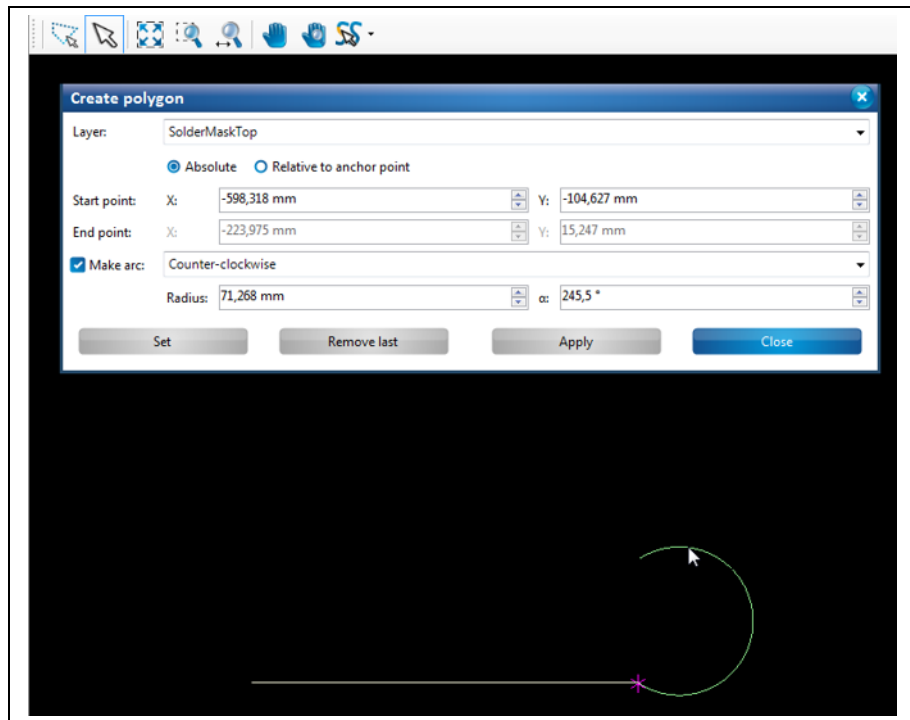 Create polygon
Layer: SolderMaskTop
Absolute Relative to anchor point
Start point: X: -598,318 mm Y: -104,627 mm
End point: X: -223,975 mm Y: 15,247 mm
Make arc: Counter-clockwise
Radius: 71,268 mm α: 245,5 °
Set Remove last Apply Close